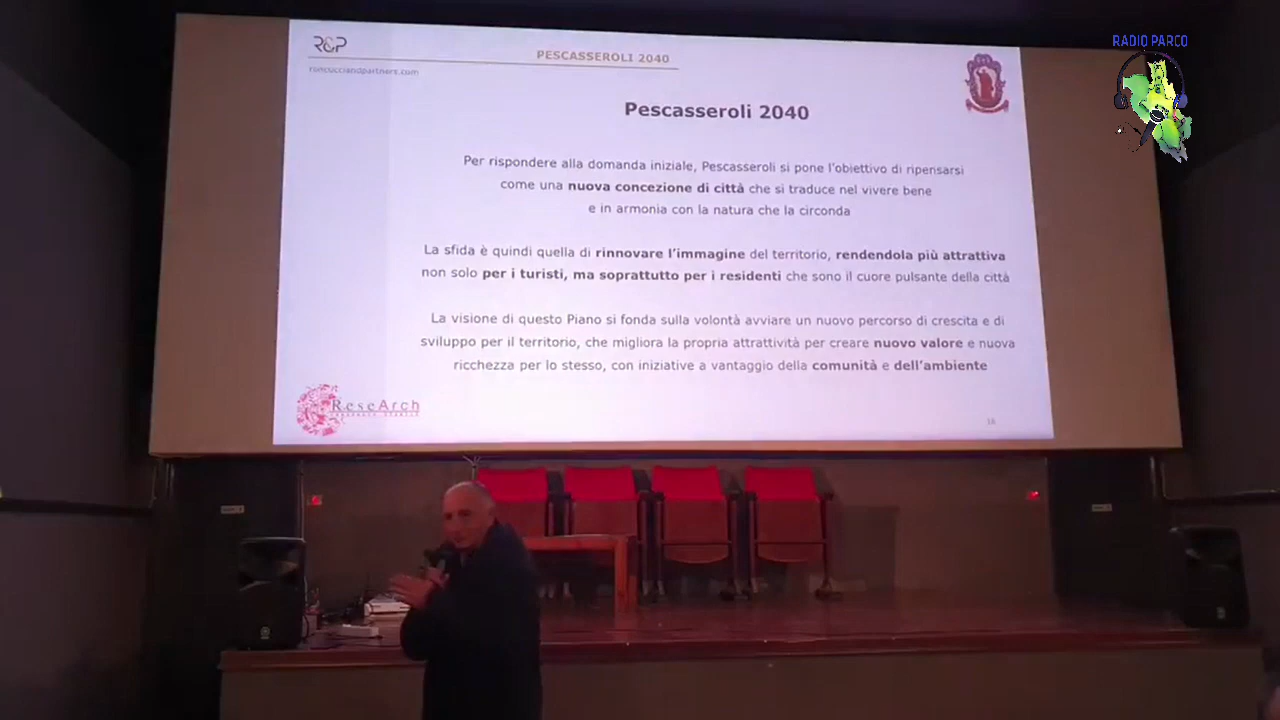 RADIO PARCO
R&P
PESCASSEROLI 2040
roncucciandpartners.com
Pescasseroli 2040
Per rispondere alla domanda iniziale, Pescasseroli si pone l'obiettivo di ripensarsi
come una nuova concezione di città che si traduce nel vivere bene
e in armonia con la natura che la circonda
La sfida è quindi quella di rinnovare l'immagine del territorio, rendendola più attrattiva
non solo per i turisti, ma soprattutto per i residenti che sono il cuore pulsante della città
La visione di questo Piano si fonda sulla volontà avviare un nuovo percorso di crescita e di
sviluppo per il territorio, che migliora la propria attrattività per creare nuovo valore e nuova
ricchezza per lo stesso, con iniziative a vantaggio della comunità e dell'ambiente
ReseArch